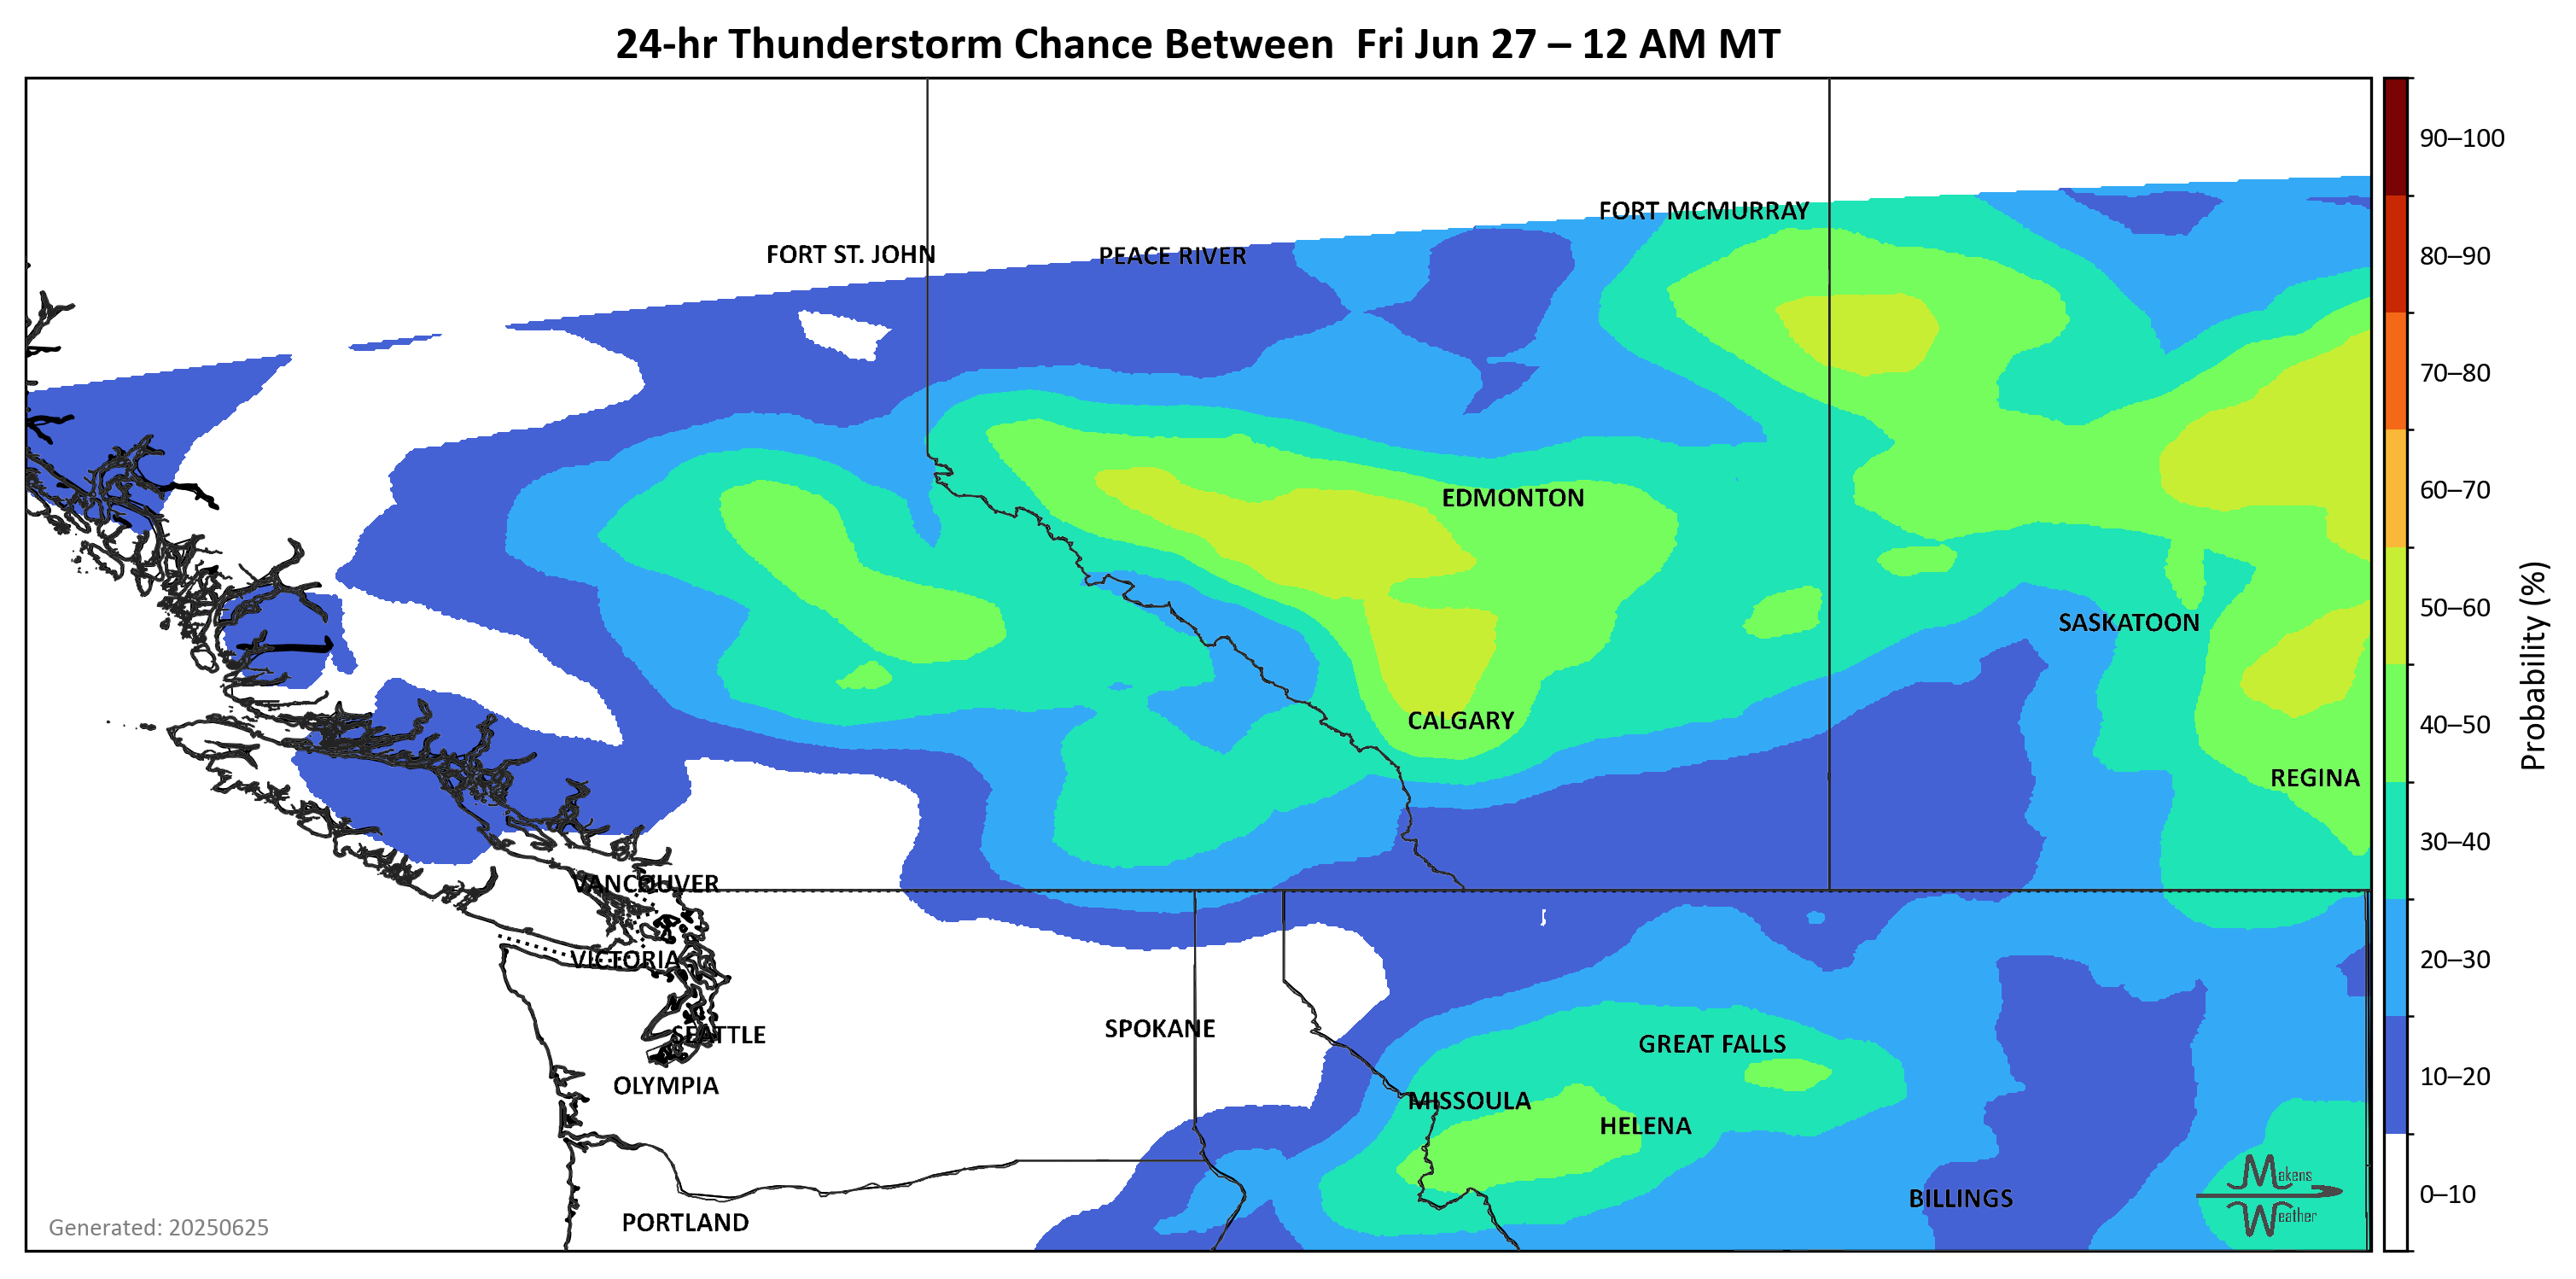 24-hr Thunderstorm Chance Between  Fri Jun 27 – 12 AM MT
90–100
FORT MCMURRAY
FORT ST. JOHN
PEACE RIVER
80–90
70–80
60–70
EDMONTON
50–60
SASKATOON
Probability (%)
CALGARY
40–50
REGINA
30–40
VANCOUVER
VICTORIA
20–30
SPOKANE
SEATTLE
GREAT FALLS
10–20
OLYMPIA
MISSOULA
HELENA
Makens
Weather
0–10
BILLINGS
PORTLAND
Generated: 20250625